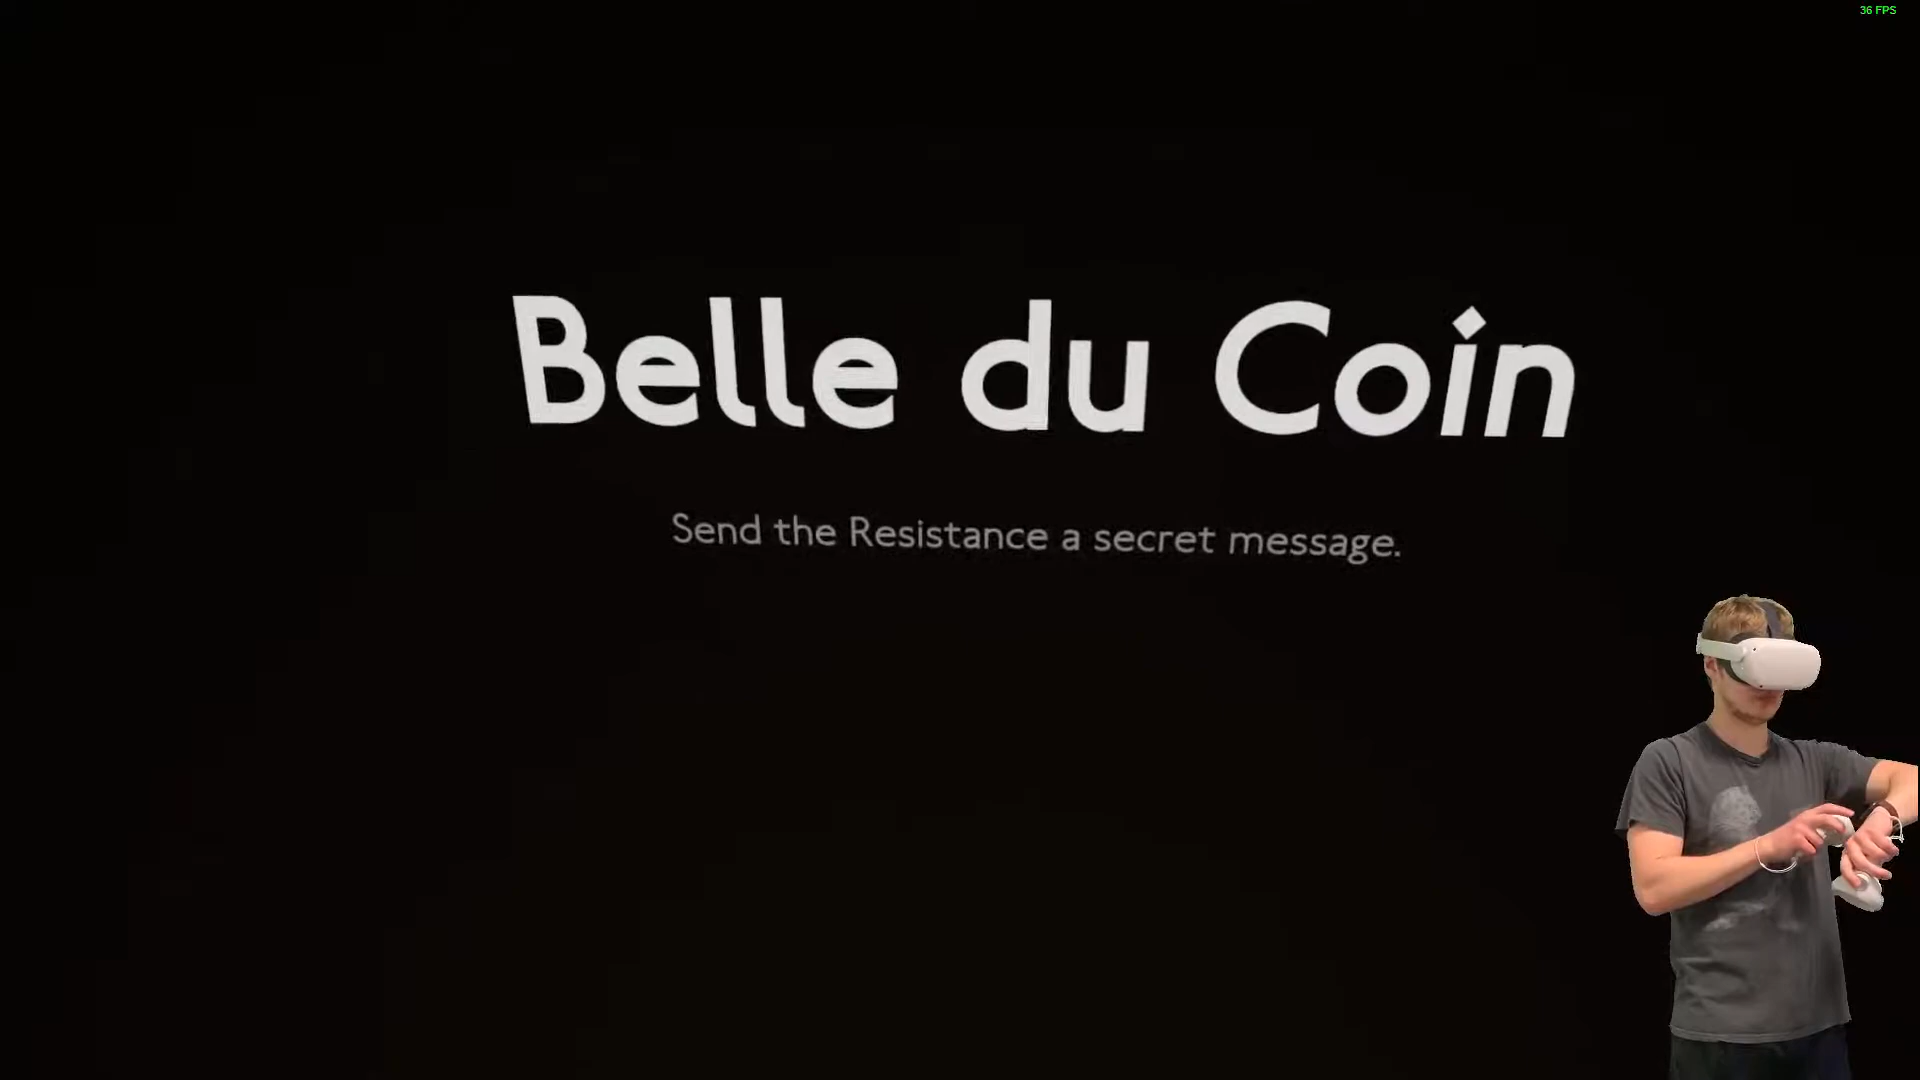 36 FPS
Belle du Coin
Send the Resistance a secret message.